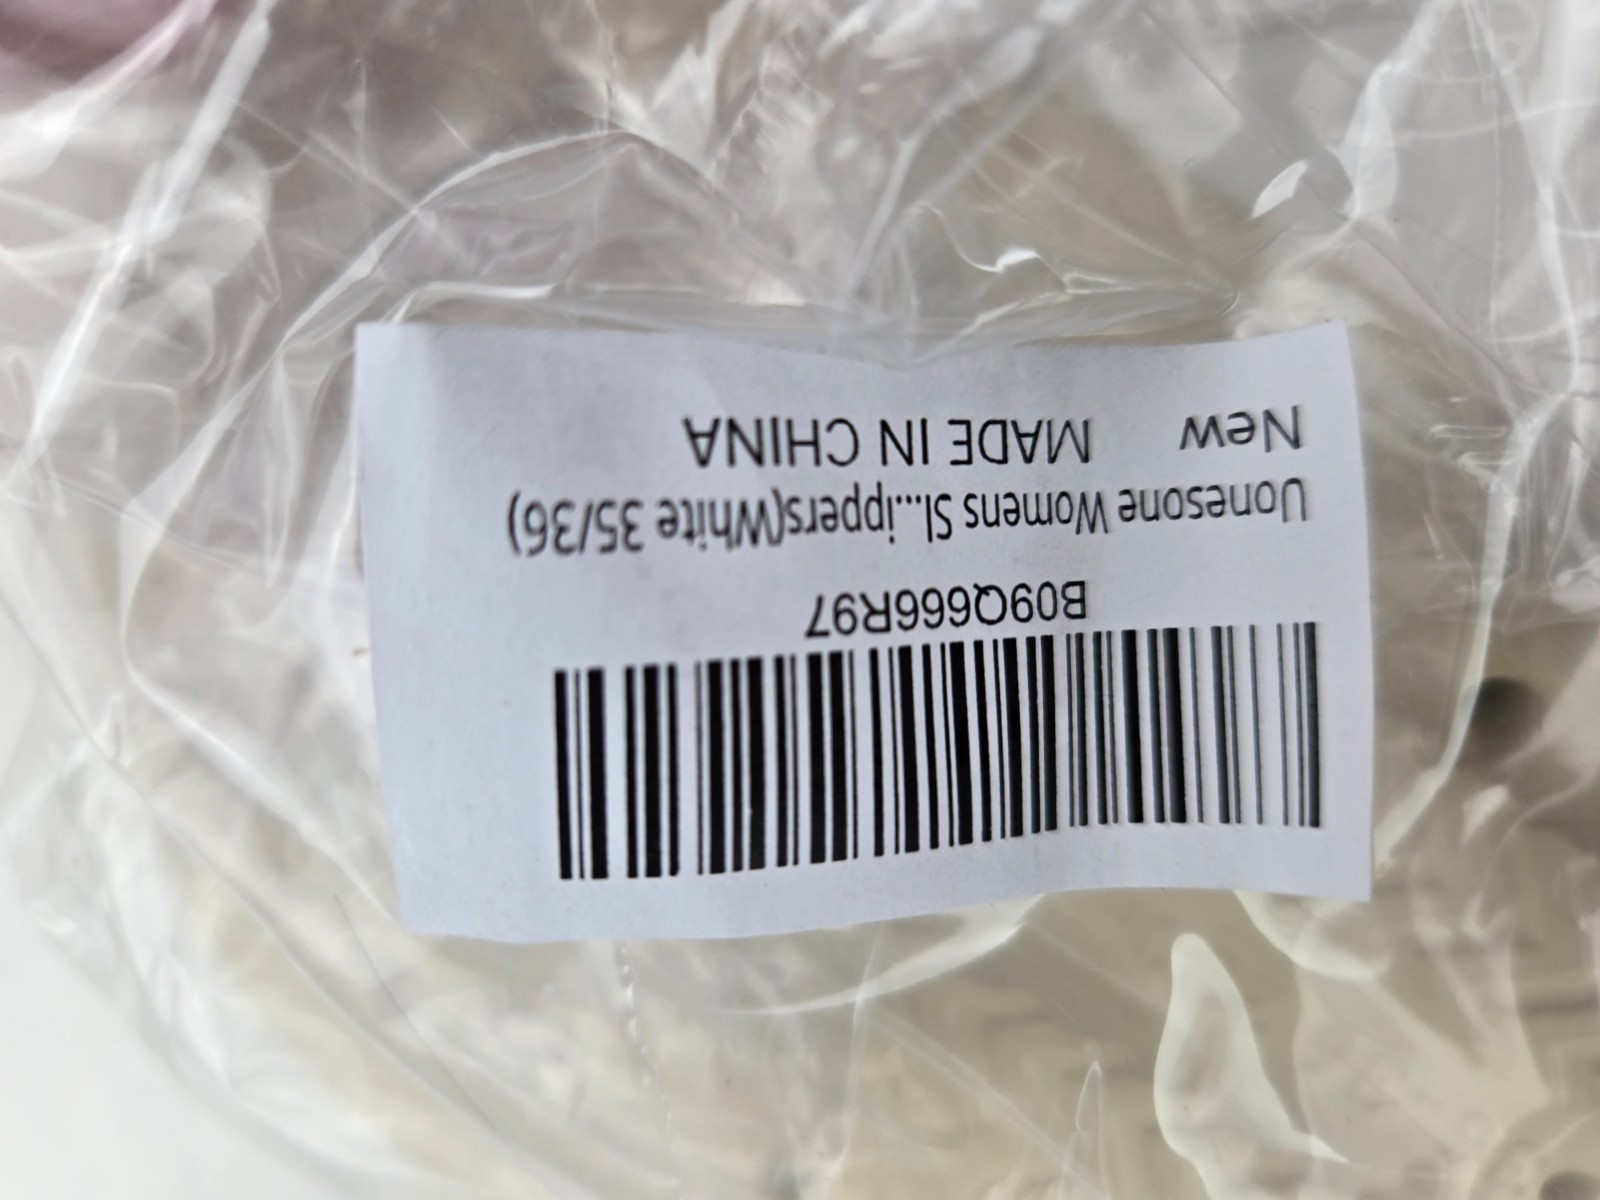 B09Q666R97
Uonesone Womens Sl...ippers(White 35/36)
New MADE IN CHINA